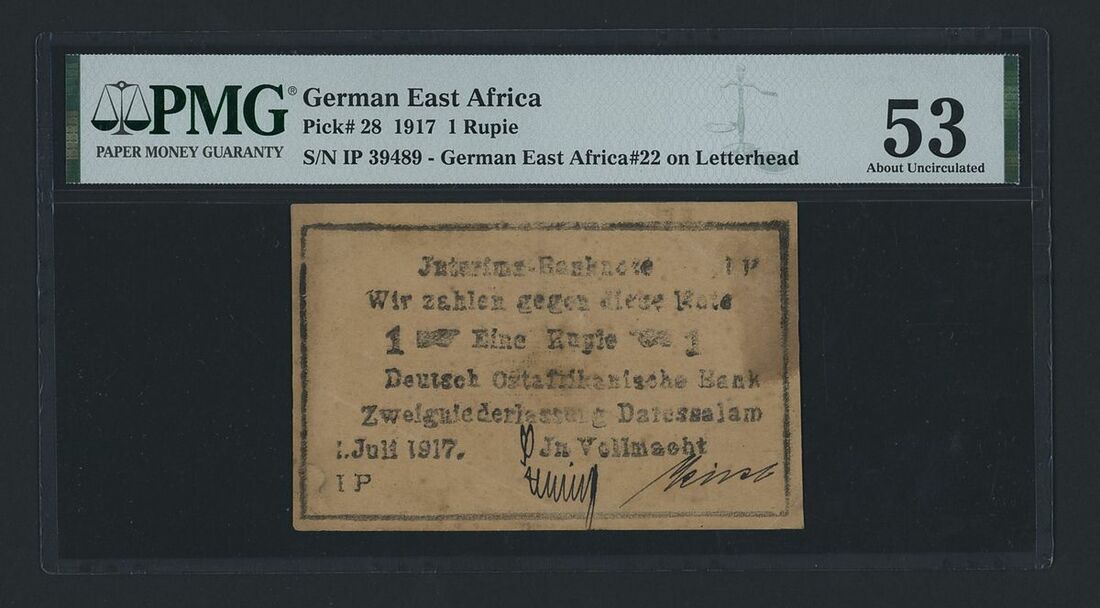 PMG®
PAPER MONEY GUARANTY
German East Africa
Pick# 28 1917 1 Rupie
S/N IP 39489 - German East Africa#22 on Letterhead
53
About Uncirculated
Interims-Banknote I P
Wir zahlen gegen diese Note
1 Eine Rupie 1
Deutsch Ostafrikanische Bank
Zweigniederlassung Daressalam
1. Juli 1917. In Vollmacht
I P